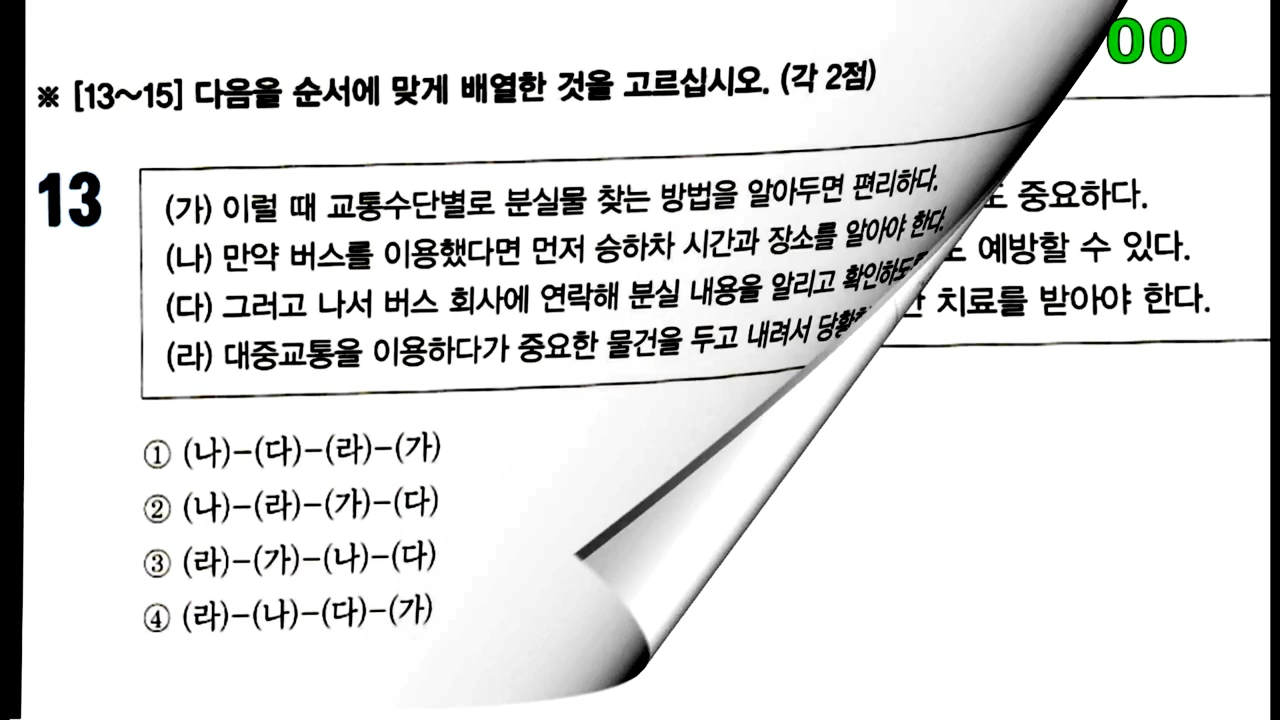 00
※ [13~15] 다음을 순서에 맞게 배열한 것을 고르십시오. (각 2점)
13
(가) 이럴 때 교통수단별로 분실물 찾는 방법을 알아두면 편리하다.
중요하다.
(나) 만약 버스를 이용했다면 먼저 승하차 시간과 장소를 알아야 한다.
예방할 수 있다.
(다) 그러고 나서 버스 회사에 연락해 분실 내용을 알리고
치료를 받아야 한다.
(라) 대중교통을 이용하다가 중요한 물건을 두고 내려서
① (나)-(다)-(라)-(가)
② (나)-(라)-(가)-(다)
③ (라)-(가)-(나)-(다)
④ (라)-(나)-(다)-(가)